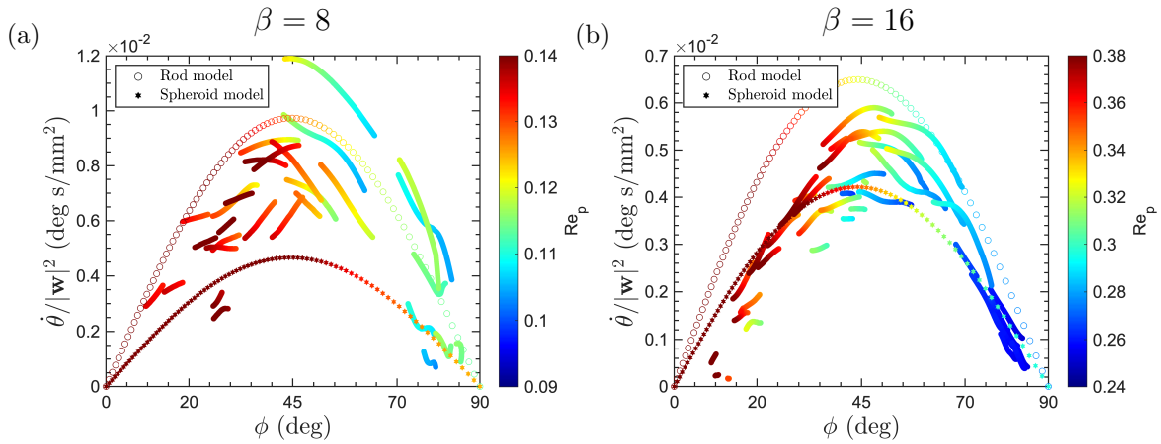 β = 8
(a)
×10⁻²
1.2
1
0.8
0.6
0.4
0.2
0
θ̇/|w|² (deg s/mm²)
Rod model
Spheroid model
0
20
45
70
90
ϕ (deg)
0.14
0.13
0.12
0.11
0.1
0.09
Reₚ
β = 16
(b)
×10⁻²
0.7
0.6
0.5
0.4
0.3
0.2
0.1
0
θ̇/|w|² (deg s/mm²)
Rod model
Spheroid model
0
20
45
70
90
ϕ (deg)
0.38
0.36
0.34
0.32
0.3
0.28
0.26
0.24
Reₚ